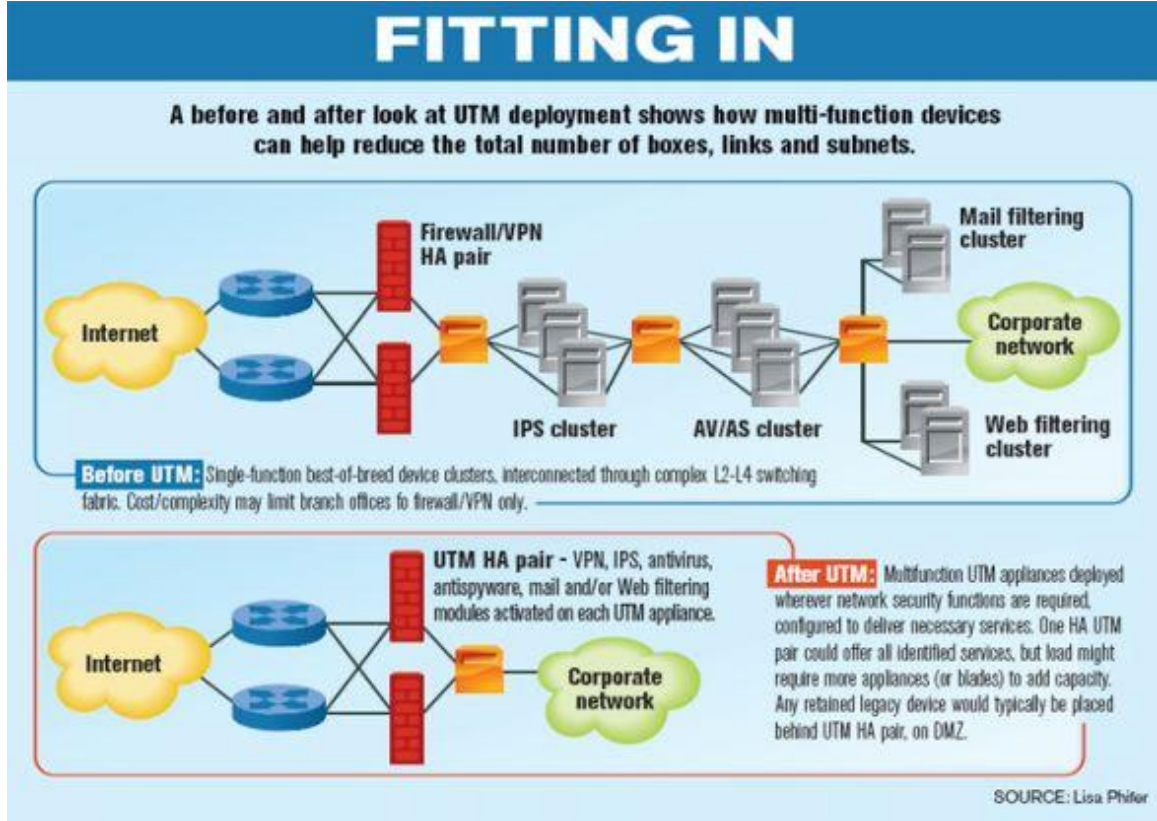 FITTING IN
A before and after look at UTM deployment shows how multi-function devices
can help reduce the total number of boxes, links and subnets.
Firewall/VPN
HA pair
Mail filtering
cluster
Internet
Corporate
network
IPS cluster
AV/AS cluster
Web filtering
cluster
Before UTM: Single-function best-of-breed device clusters, interconnected through complex L2-L4 switching
fabric. Cost/complexity may limit branch offices to firewall/VPN only.
UTM HA pair - VPN, IPS, antivirus,
antispyware, mail and/or Web filtering
modules activated on each UTM appliance.
Internet
Corporate
network
After UTM: Multifunction UTM appliances deployed
wherever network security functions are required,
configured to deliver necessary services. One HA UTM
pair could offer all identified services, but load might
require more appliances (or blades) to add capacity.
Any retained legacy device would typically be placed
behind UTM HA pair, on DMZ.
SOURCE: Lisa Phifer